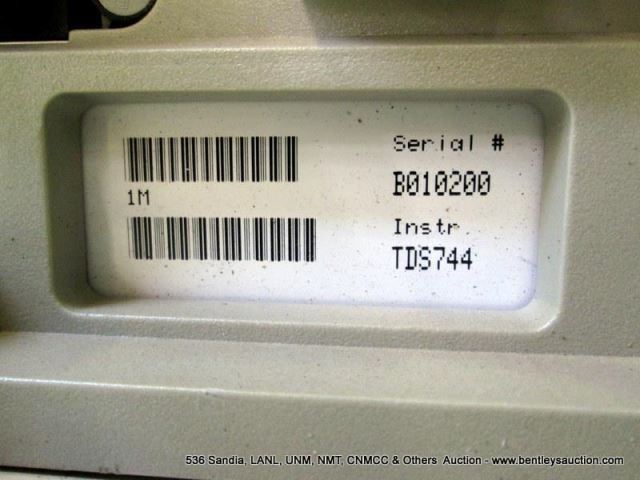 Serial #
B010200
1M
Instr.
TDS744
536 Sandia, LANL, UNM, NMT, CNMCC & Others Auction - www.bentleysauction.com